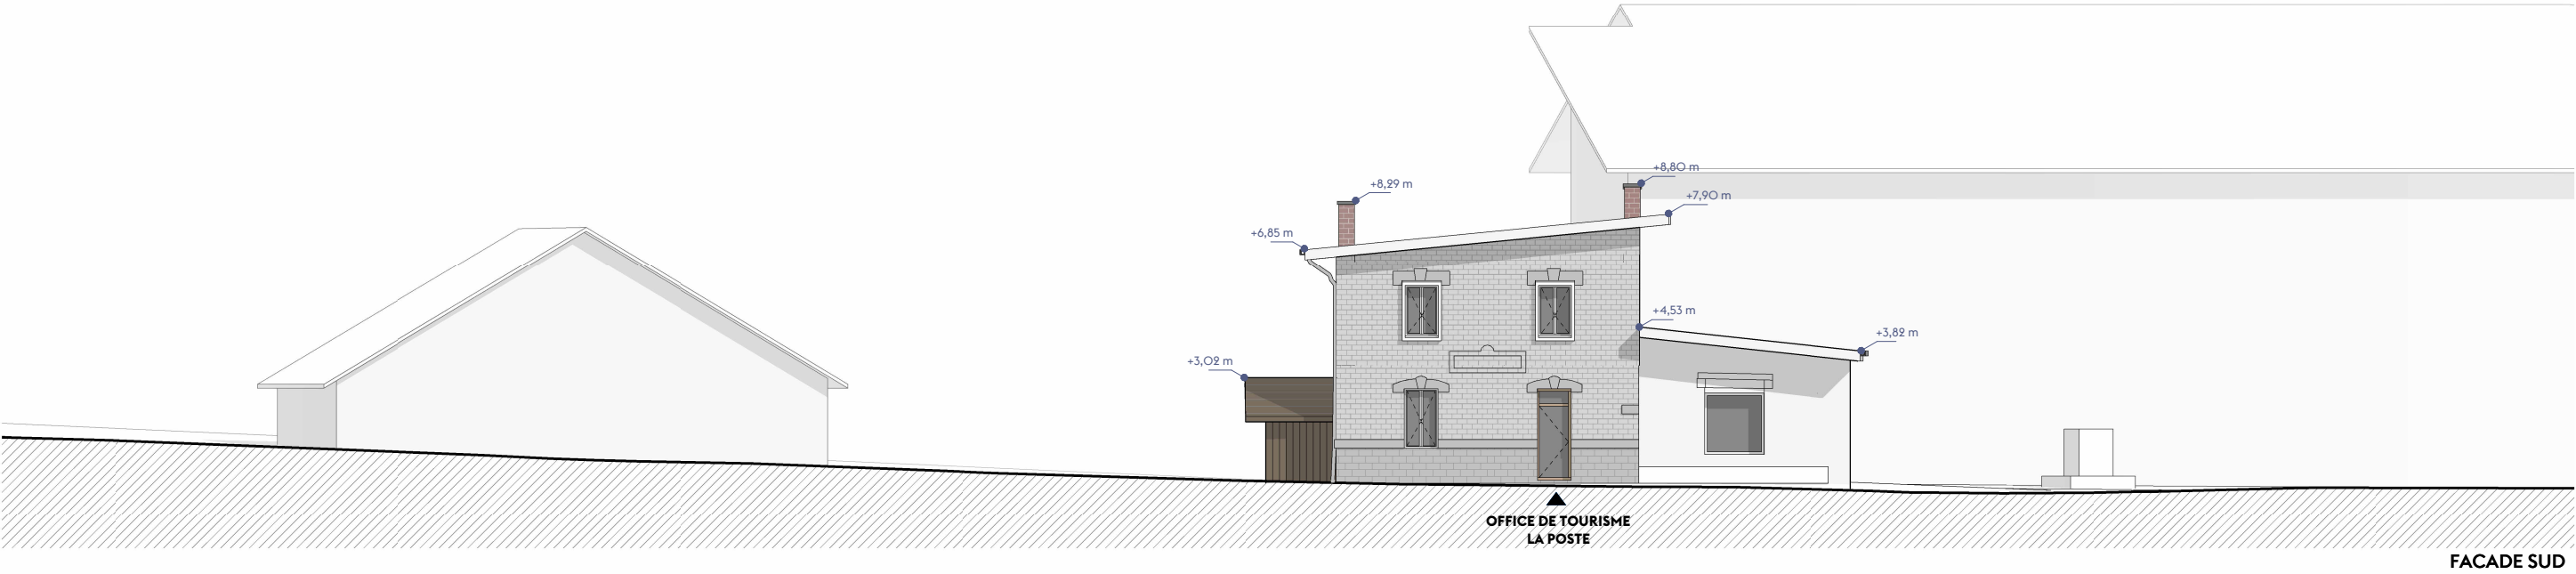 +8,80 m
+8,29 m
+7,90 m
+6,85 m
+4,53 m
+3,82 m
+3,02 m
OFFICE DE TOURISME
LA POSTE
FACADE SUD